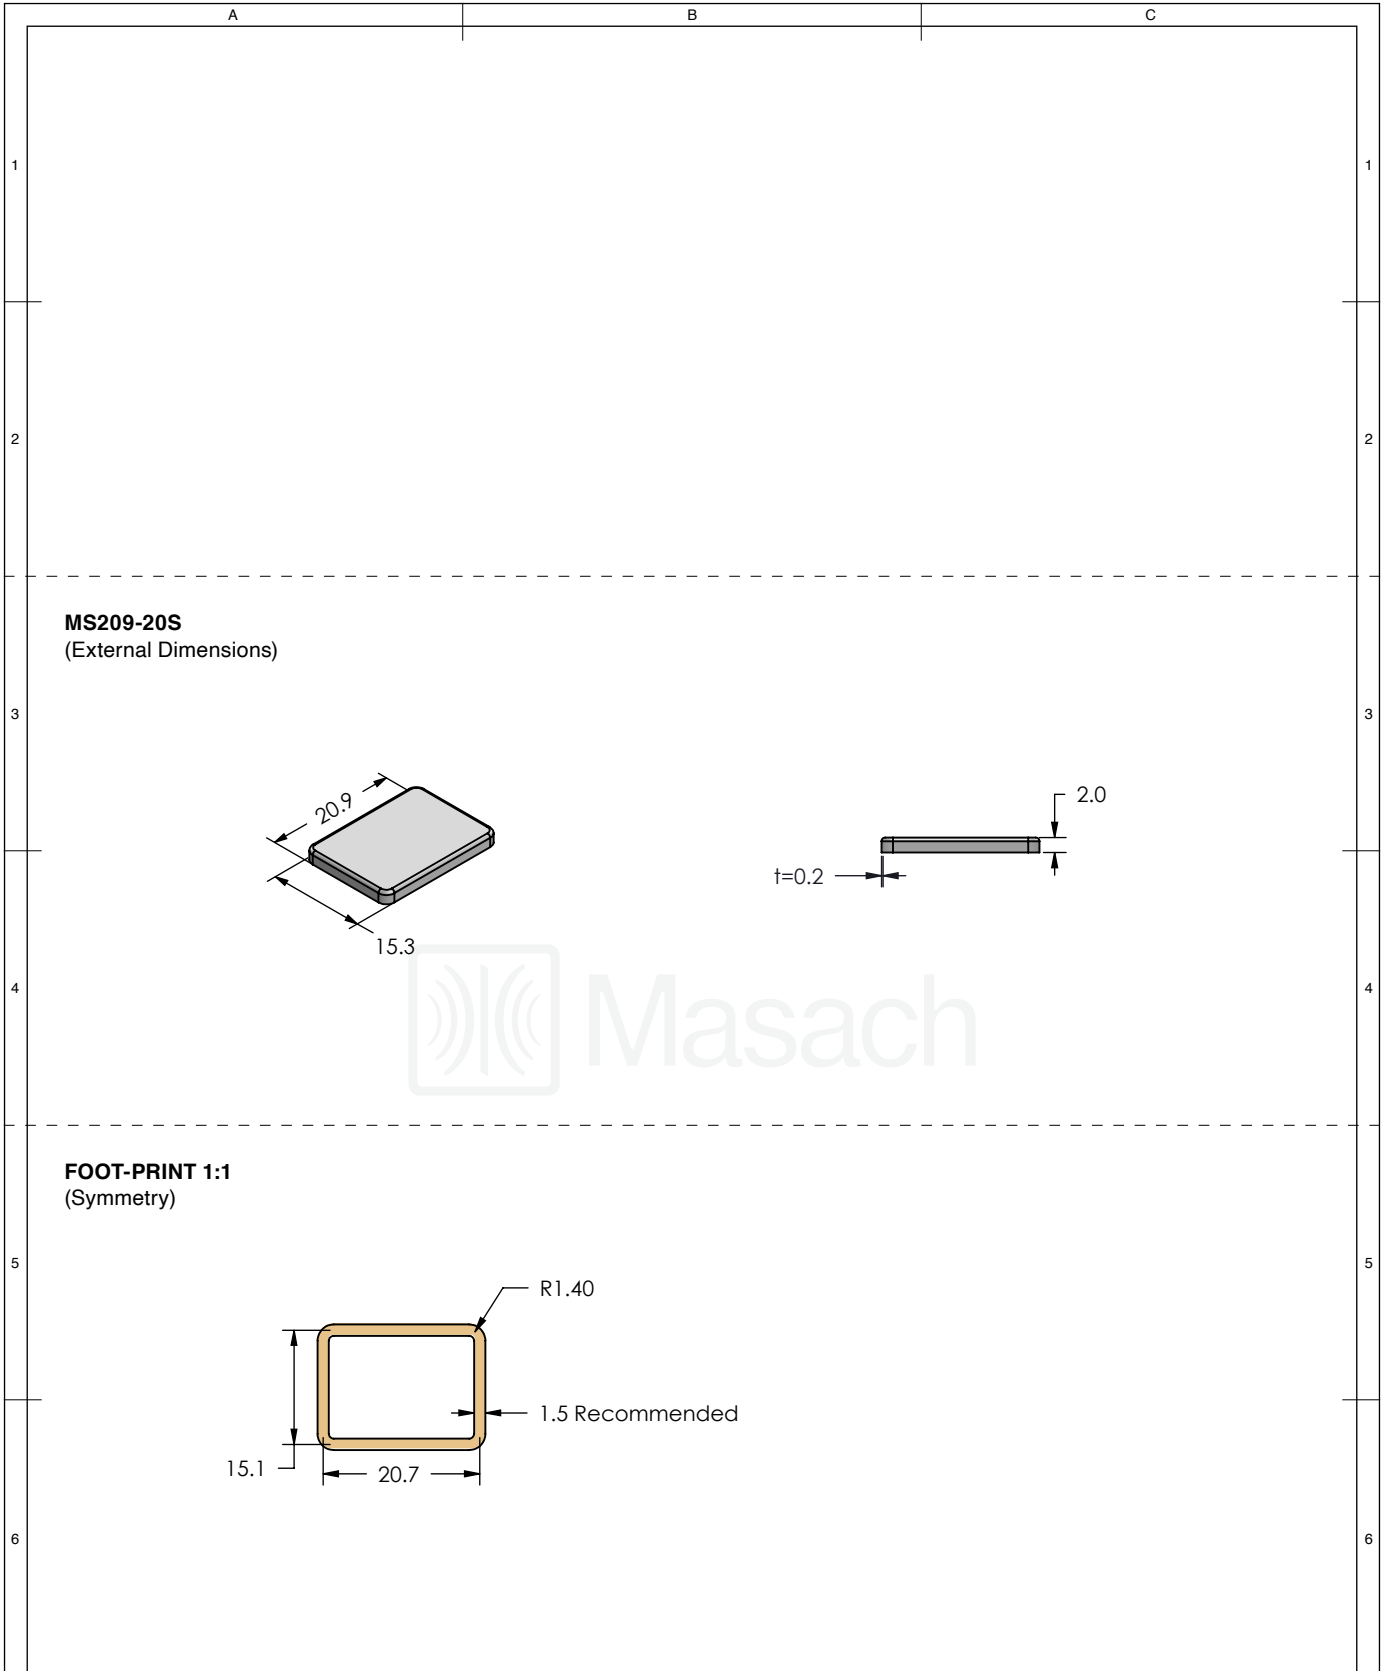 A B C
1 1
2 2
MS209-20S
(External Dimensions)
3 3
20.9
15.3
2.0
t=0.2
Masach
4 4
FOOT-PRINT 1:1
(Symmetry)
5 5
R1.40
1.5 Recommended
15.1
20.7
6 6